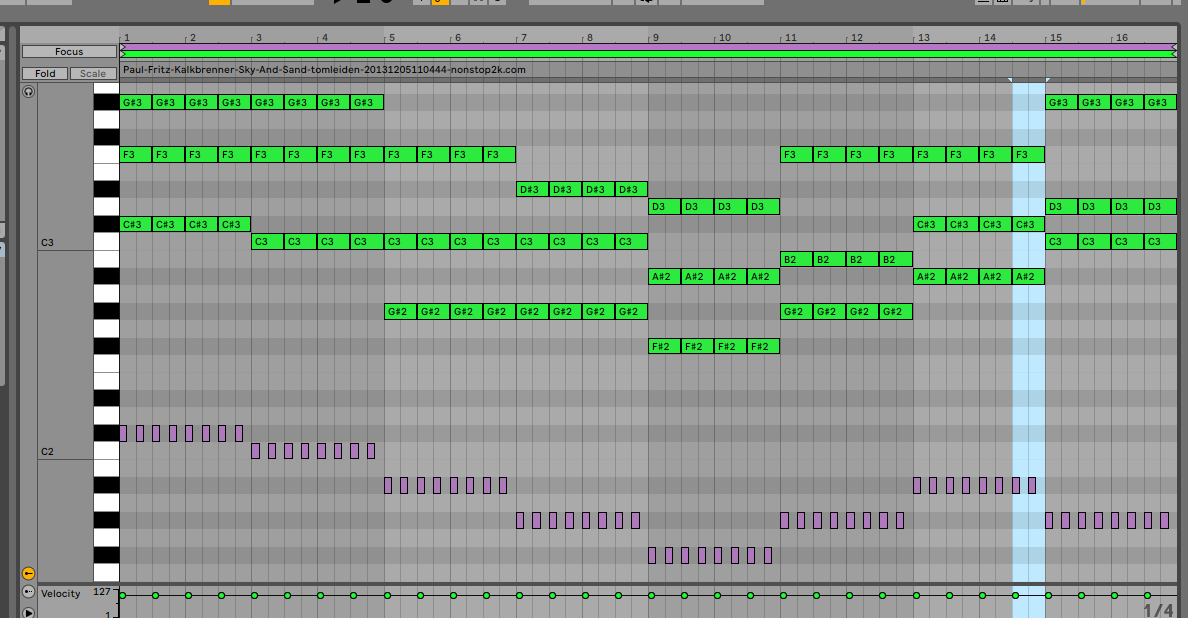 1 2 3 4 5 6 7 8 9 10 11 12 13 14 15 16
Focus
Fold Scale
Paul-Fritz-Kalkbrenner-Sky-And-Sand-tomleiden-20131205110444-nonstop2k.com
G#3 G#3 G#3 G#3 G#3 G#3 G#3 G#3 G#3 G#3 G#3 G#3
F3 F3 F3 F3 F3 F3 F3 F3 F3 F3 F3 F3 F3 F3 F3 F3 F3 F3 F3 F3
D#3 D#3 D#3 D#3
D3 D3 D3 D3 D3 D3 D3 D3
C#3 C#3 C#3 C#3 C#3 C#3 C#3 C#3
C3 C3 C3 C3 C3 C3 C3 C3 C3 C3 C3 C3 C3 C3 C3 C3 C3
B2 B2 B2 B2
A#2 A#2 A#2 A#2 A#2 A#2 A#2 A#2
G#2 G#2 G#2 G#2 G#2 G#2 G#2 G#2 G#2 G#2 G#2 G#2
F#2 F#2 F#2 F#2
C2
Velocity 127
1
1/4